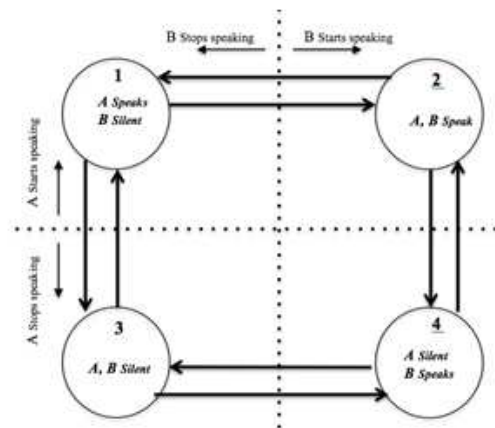 B Stops speaking
B Starts speaking
1
A Speaks
B Silent
2
A, B Speak
A Starts speaking
A Stops speaking
3
A, B Silent
4
A Silent
B Speaks